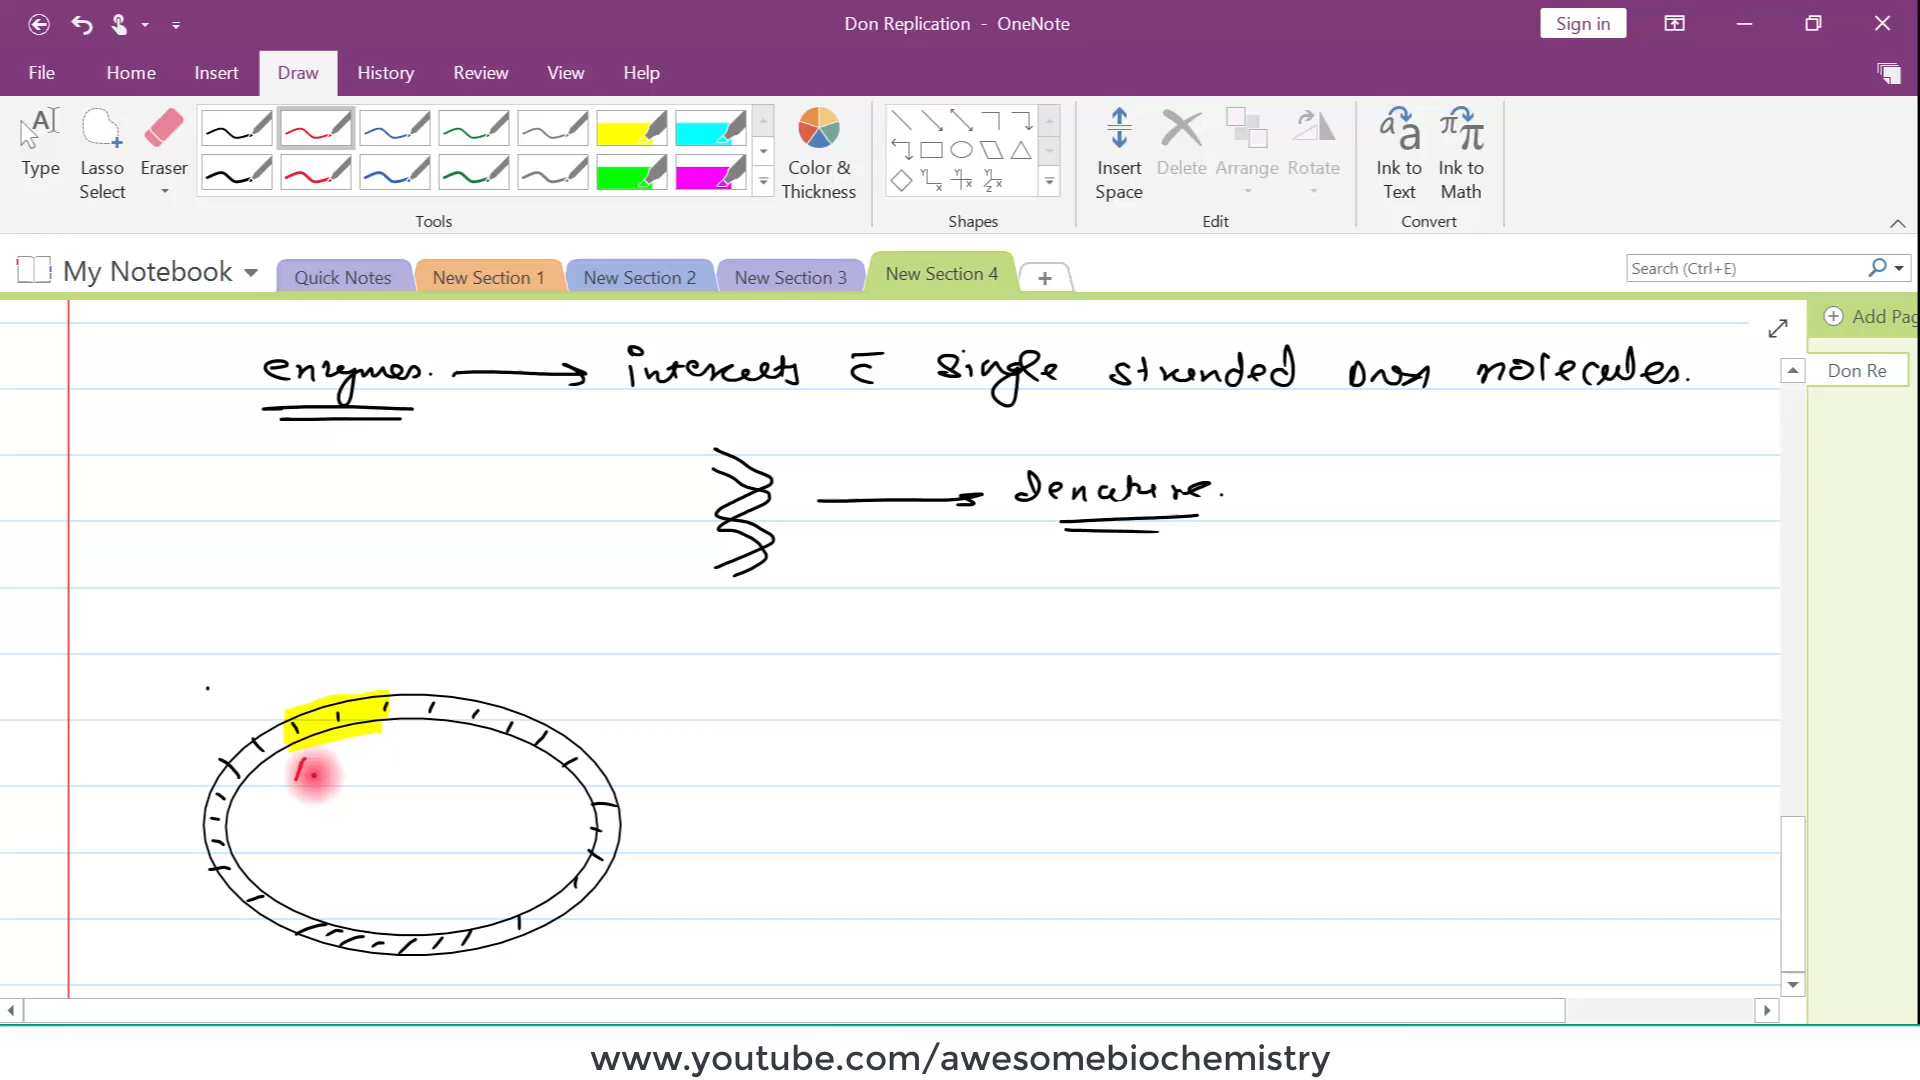 Don Replication - OneNote
Sign in
File Home Insert Draw History Review View Help
Type
Lasso Select
Eraser
Color & Thickness
Insert Space
Delete
Arrange
Rotate
Ink to Text
Ink to Math
Tools
Shapes
Edit
Convert
My Notebook
Quick Notes
New Section 1
New Section 2
New Section 3
New Section 4
Search (Ctrl+E)
Add Pag
Don Re
enzymes. → interacts c̅ single stranded DNA molecules.
→ Denature.
www.youtube.com/awesomebiochemistry